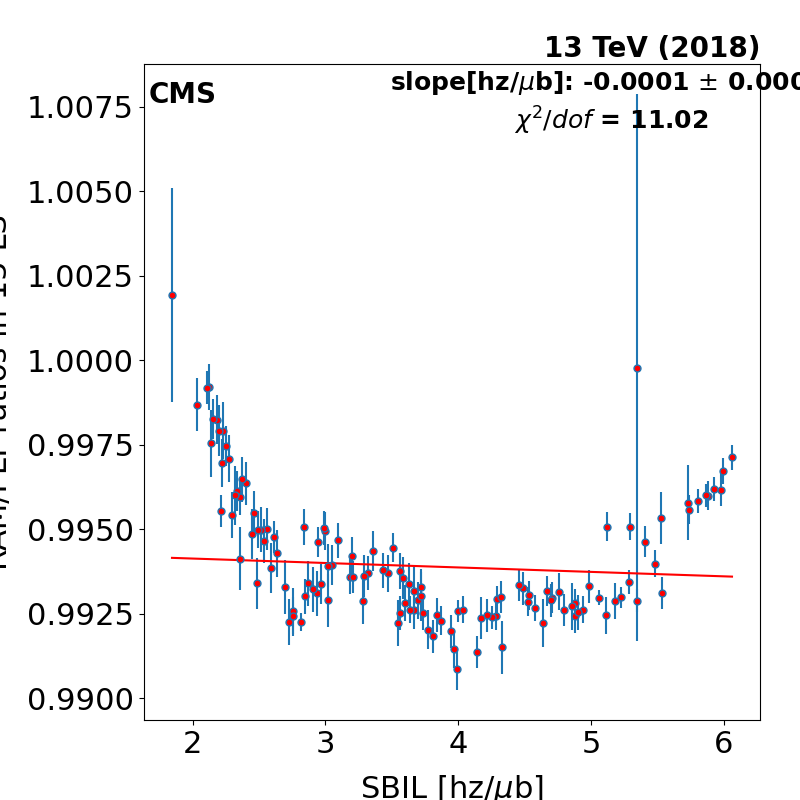 13 TeV (2018)
CMS
slope[hz/μb]: -0.0001 ± 0.000
χ²/dof = 11.02
1.0075
1.0050
1.0025
1.0000
0.9975
0.9950
0.9925
0.9900
2 3 4 5 6
SBIL [hz/μb]